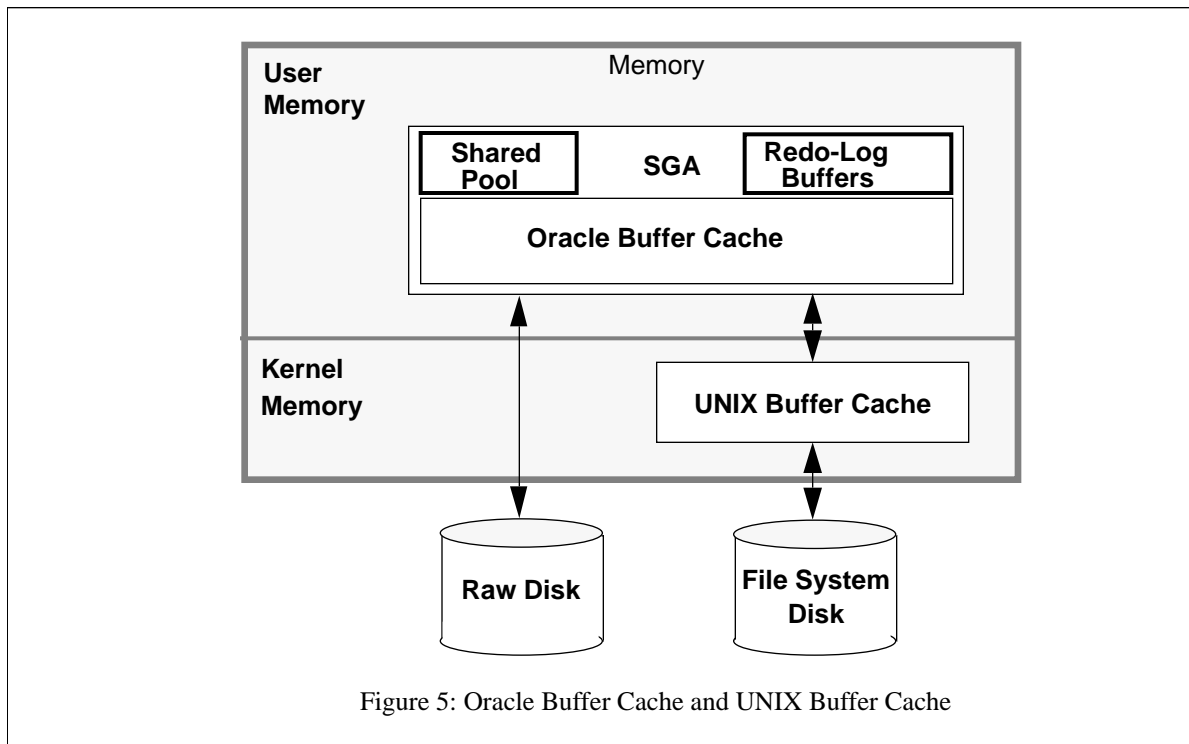 Memory
User
Memory
Shared
Pool
SGA
Redo-Log
Buffers
Oracle Buffer Cache
Kernel
Memory
UNIX Buffer Cache
Raw Disk
File System
Disk
Figure 5: Oracle Buffer Cache and UNIX Buffer Cache